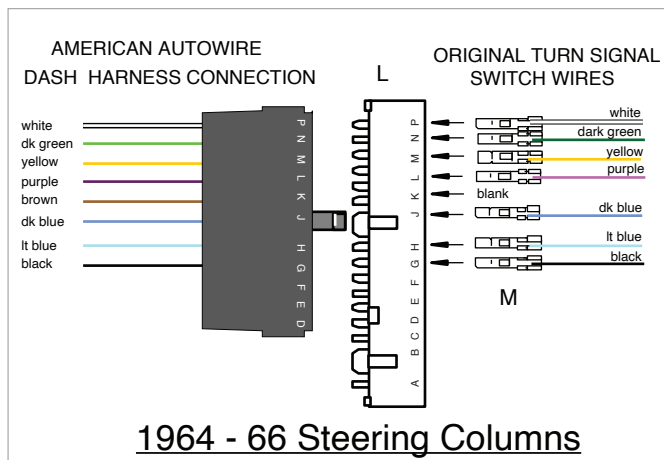 AMERICAN AUTOWIRE
DASH HARNESS CONNECTION
L
ORIGINAL TURN SIGNAL
SWITCH WIRES
white
dk green
yellow
purple
brown
dk blue
lt blue
black
P
N
M
L
K
J
H
G
F
E
D
P
N
M
L
K
J
H
G
F
E
D
C
B
A
white
dark green
yellow
purple
blank
dk blue
lt blue
black
M
1964 - 66 Steering Columns